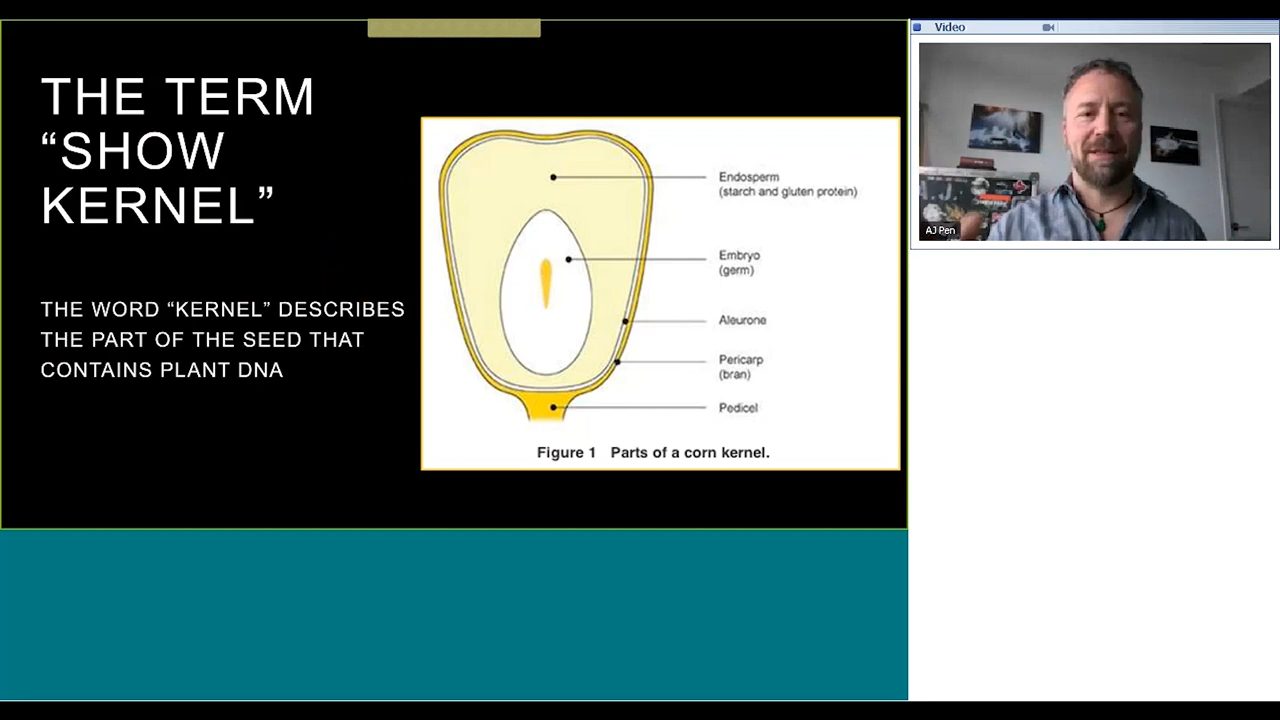 THE TERM
“SHOW
KERNEL”
THE WORD “KERNEL” DESCRIBES
THE PART OF THE SEED THAT
CONTAINS PLANT DNA
Endosperm
(starch and gluten protein)
Embryo
(germ)
Aleurone
Pericarp
(bran)
Pedicel
Figure 1 Parts of a corn kernel.
Video
AJ Pen